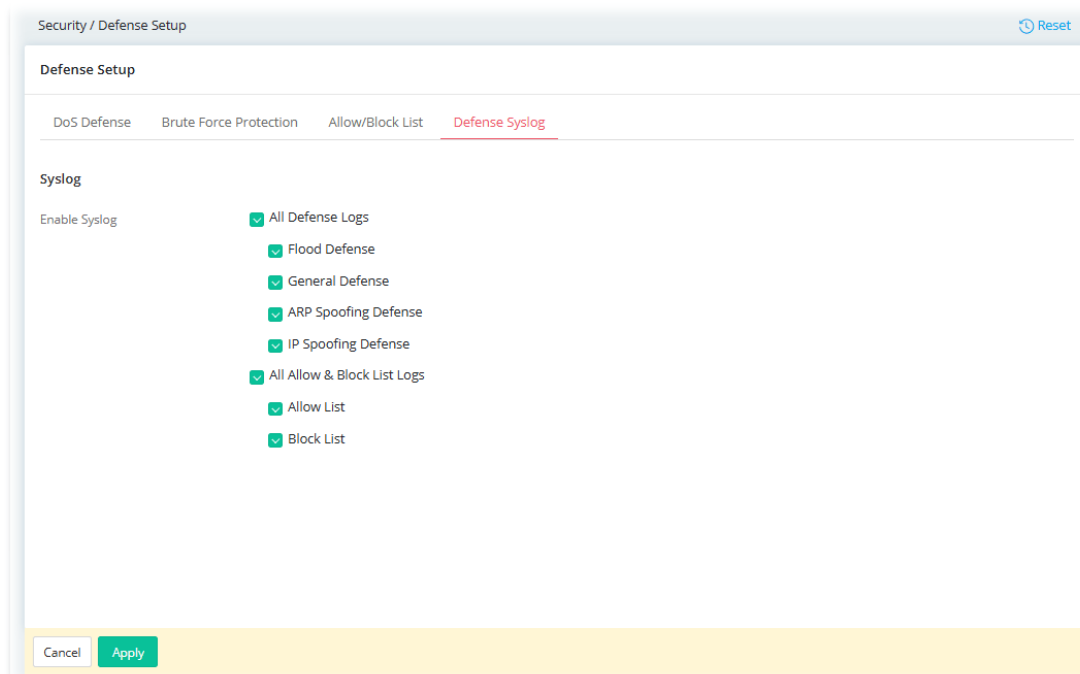 Security / Defense Setup Reset
Defense Setup
DoS Defense Brute Force Protection Allow/Block List Defense Syslog
Syslog
Enable Syslog All Defense Logs
Flood Defense
General Defense
ARP Spoofing Defense
IP Spoofing Defense
All Allow & Block List Logs
Allow List
Block List
Cancel Apply